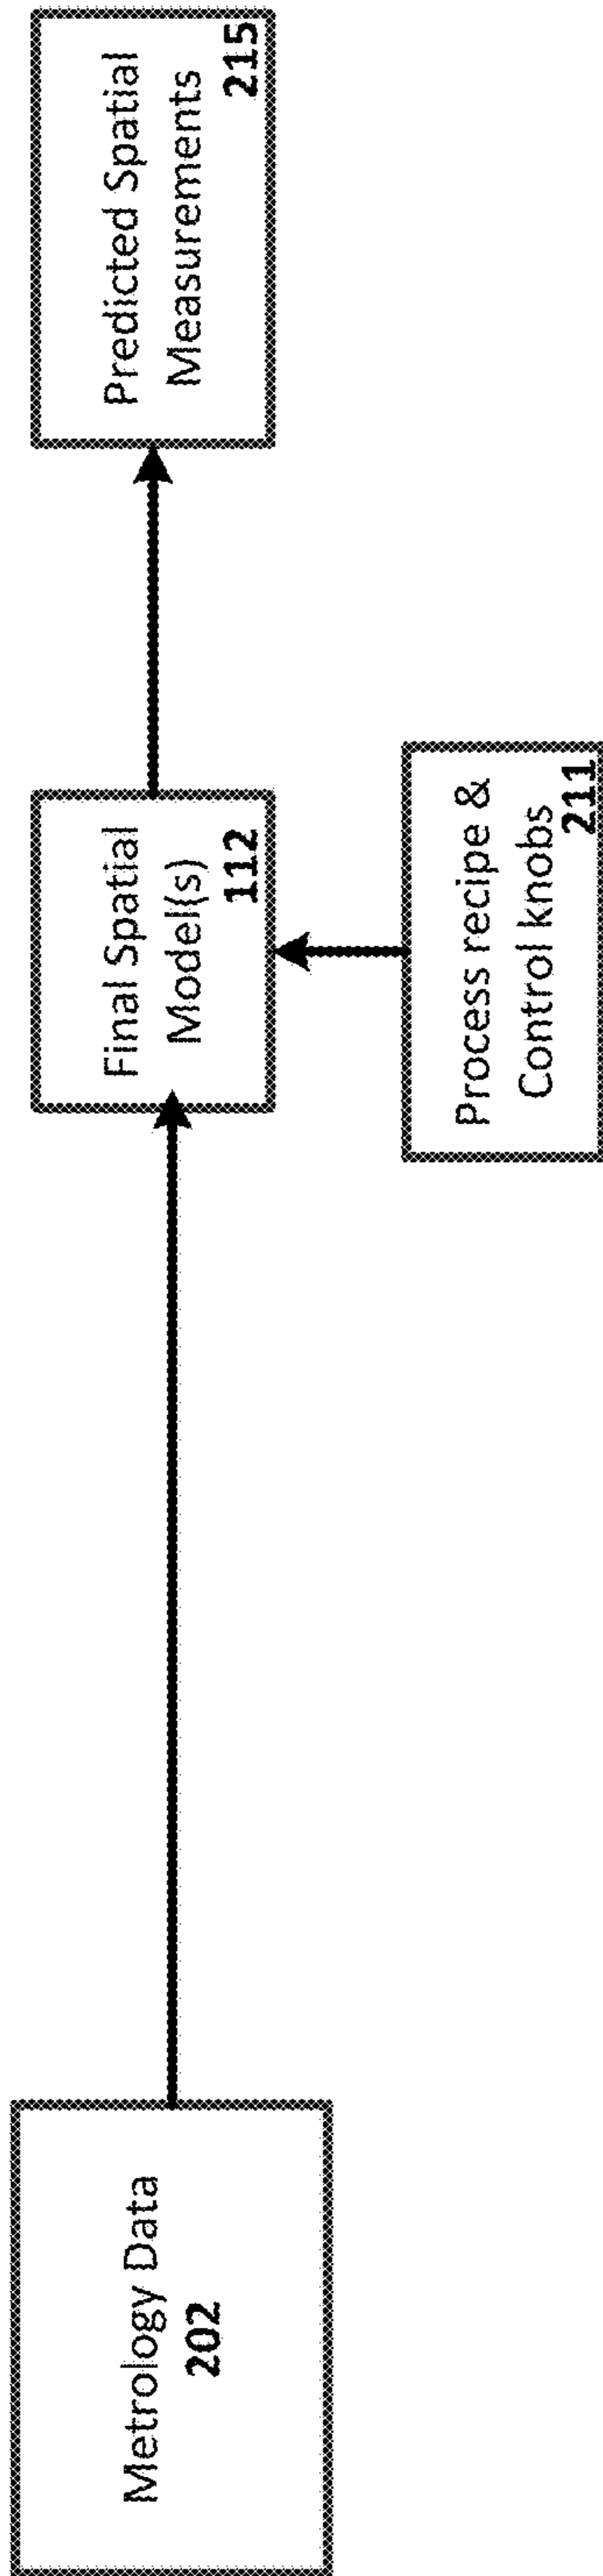 Metrology Data
202
Final Spatial
Model(s)
112
Process recipe &
Control knobs
211
Predicted Spatial
Measurements
215